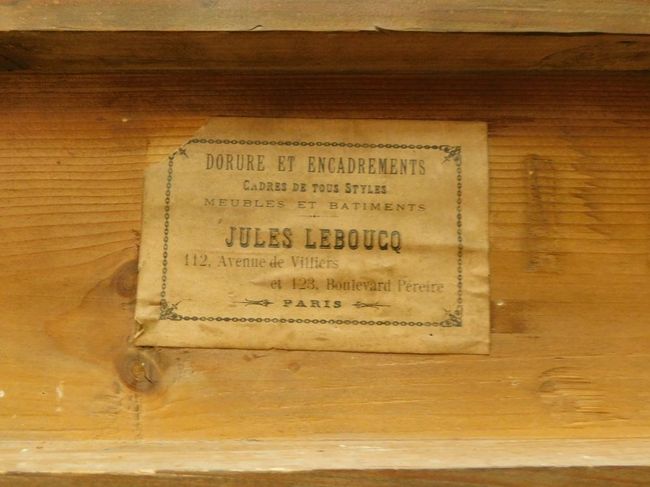 DORURE ET ENCADREMENTS
CADRES DE TOUS STYLES
MEUBLES ET BATIMENTS
JULES LEBOUCQ
112, Avenue de Villiers
et 123, Boulevard Péreire
PARIS